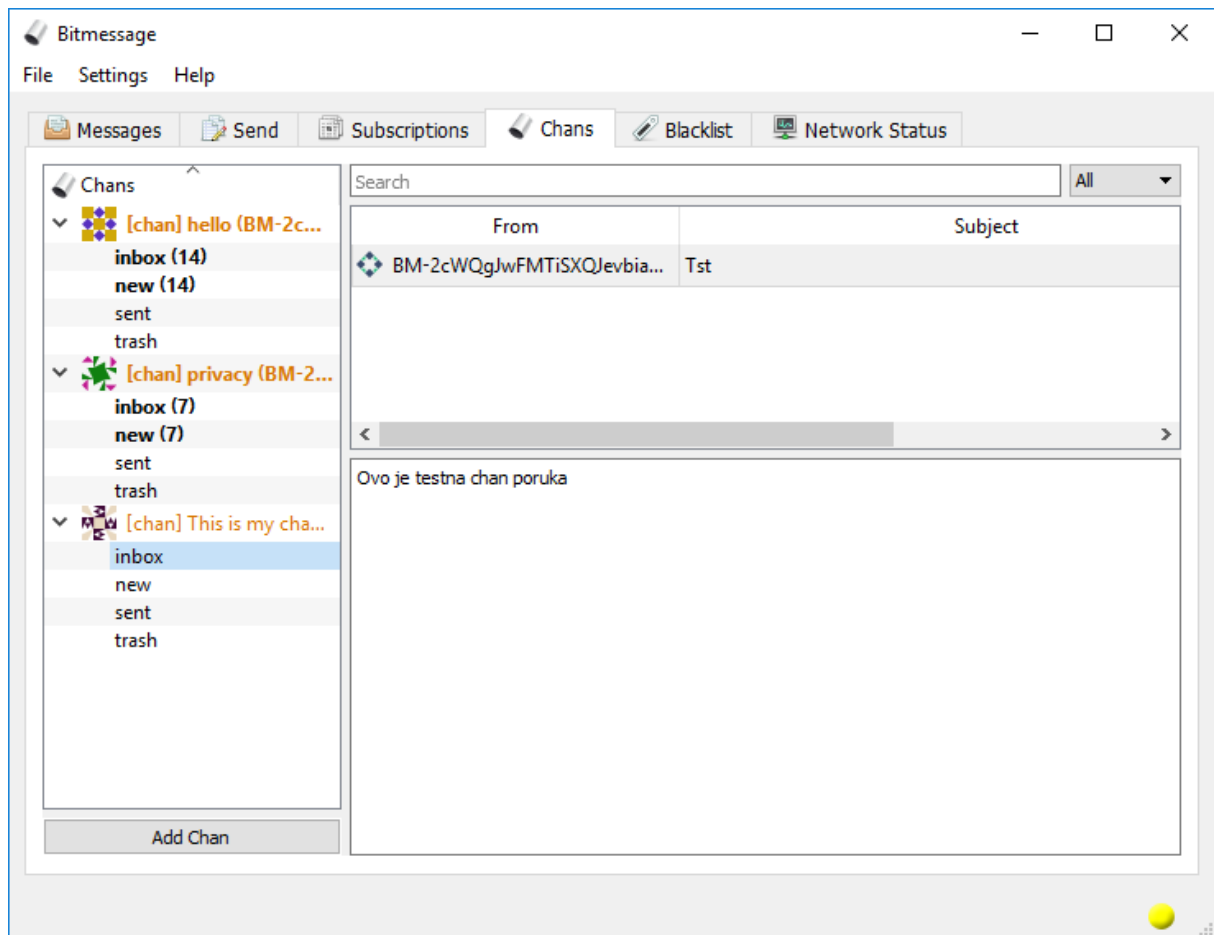 Bitmessage
File Settings Help
Messages Send Subscriptions Chans Blacklist Network Status
Chans
[chan] hello (BM-2c...
inbox (14)
new (14)
sent
trash
[chan] privacy (BM-2...
inbox (7)
new (7)
sent
trash
[chan] This is my cha...
inbox
new
sent
trash
Add Chan
Search All
From Subject
BM-2cWQgJwFMTiSXQJevbia... Tst
Ovo je testna chan poruka